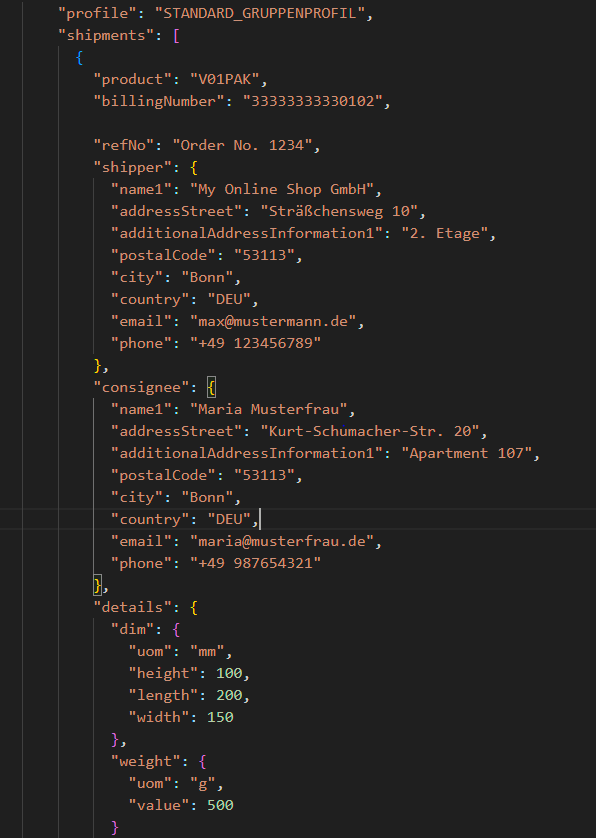 "profile": "STANDARD_GRUPPENPROFIL",
"shipments": [
{
"product": "V01PAK",
"billingNumber": "33333333330102",
"refNo": "Order No. 1234",
"shipper": {
"name1": "My Online Shop GmbH",
"addressStreet": "Sträßchensweg 10",
"additionalAddressInformation1": "2. Etage",
"postalCode": "53113",
"city": "Bonn",
"country": "DEU",
"email": "max@mustermann.de",
"phone": "+49 123456789"
},
"consignee": {
"name1": "Maria Musterfrau",
"addressStreet": "Kurt-Schumacher-Str. 20",
"additionalAddressInformation1": "Apartment 107",
"postalCode": "53113",
"city": "Bonn",
"country": "DEU",
"email": "maria@musterfrau.de",
"phone": "+49 987654321"
},
"details": {
"dim": {
"uom": "mm",
"height": 100,
"length": 200,
"width": 150
},
"weight": {
"uom": "g",
"value": 500
}